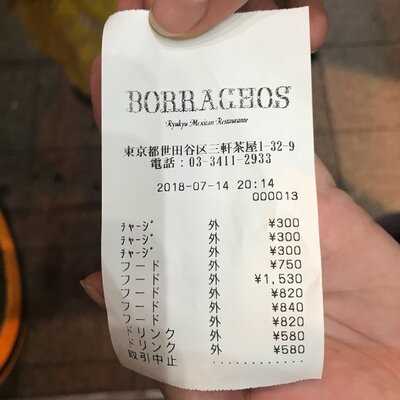 BORRACHOS
Ryukyu Mexican Restaurante
東京都世田谷区三軒茶屋1-32-9
電話:03-3411-2933
2018-07-14 20:14
000013
ﾁｬｰｼﾞ 外 ¥300
ﾁｬｰｼﾞ 外 ¥300
ﾁｬｰｼﾞ 外 ¥300
フード 外 ¥750
フード 外 ¥1,530
フード 外 ¥820
フード 外 ¥840
フード 外 ¥820
ドリンク 外 ¥580
ドリンク 外 ¥580
取引中止 ............